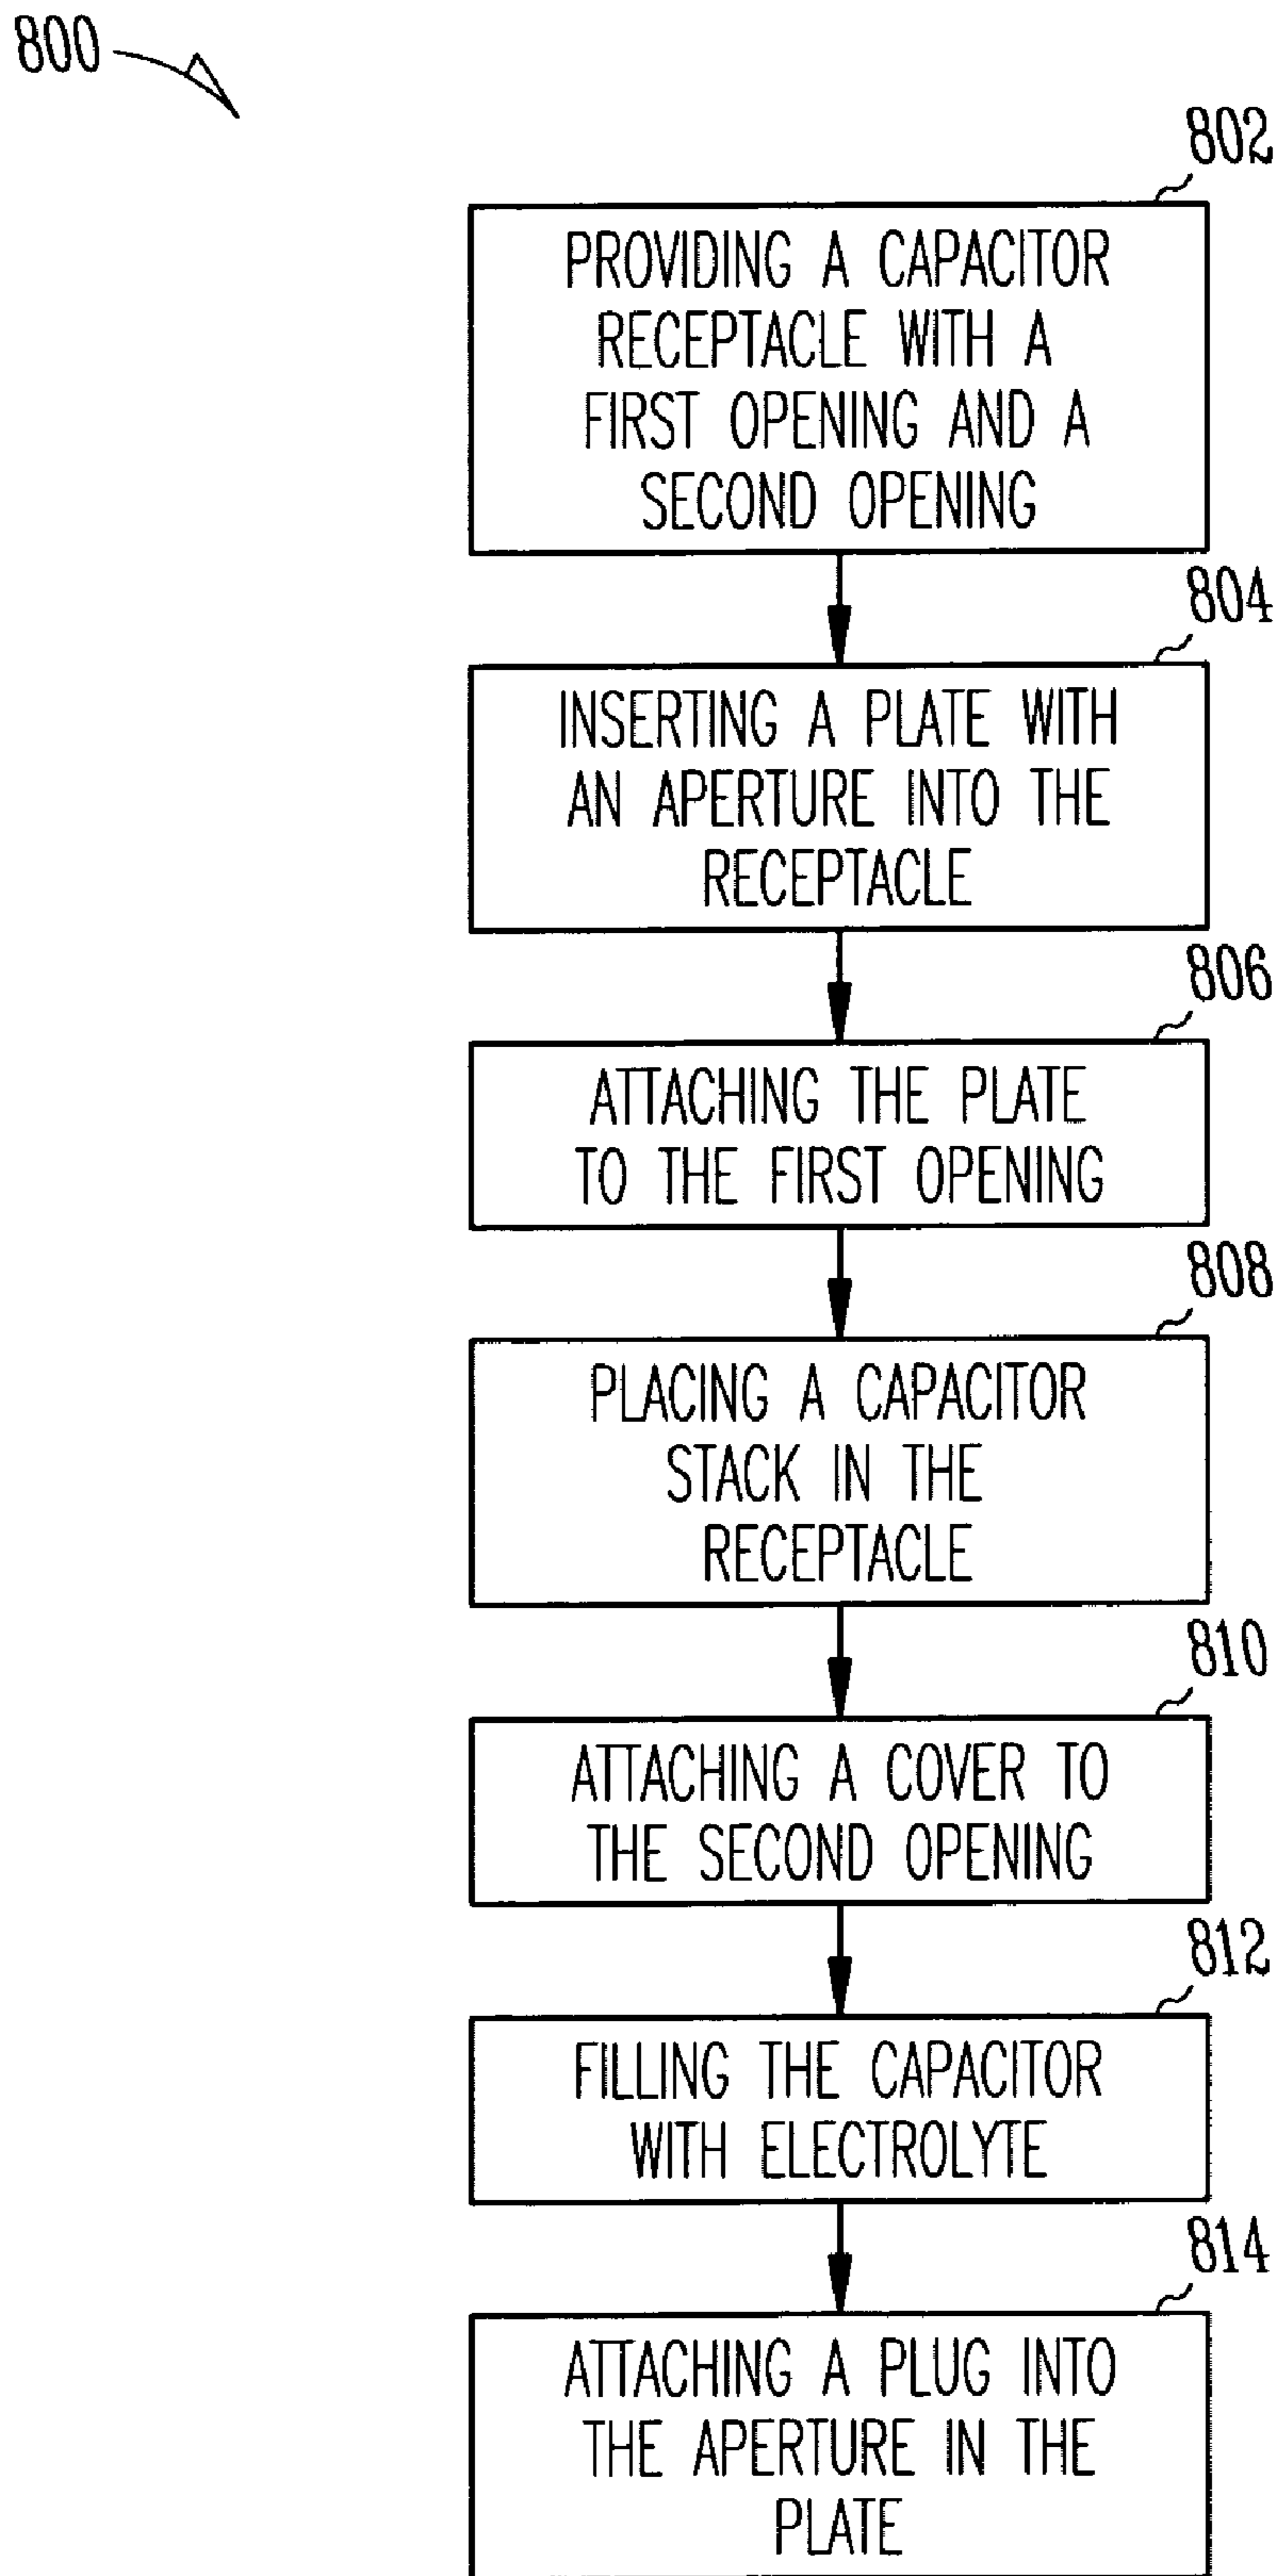 800
802
PROVIDING A CAPACITOR
RECEPTACLE WITH A
FIRST OPENING AND A
SECOND OPENING
804
INSERTING A PLATE WITH
AN APERTURE INTO THE
RECEPTACLE
806
ATTACHING THE PLATE
TO THE FIRST OPENING
808
PLACING A CAPACITOR
STACK IN THE
RECEPTACLE
810
ATTACHING A COVER TO
THE SECOND OPENING
812
FILLING THE CAPACITOR
WITH ELECTROLYTE
814
ATTACHING A PLUG INTO
THE APERTURE IN THE
PLATE